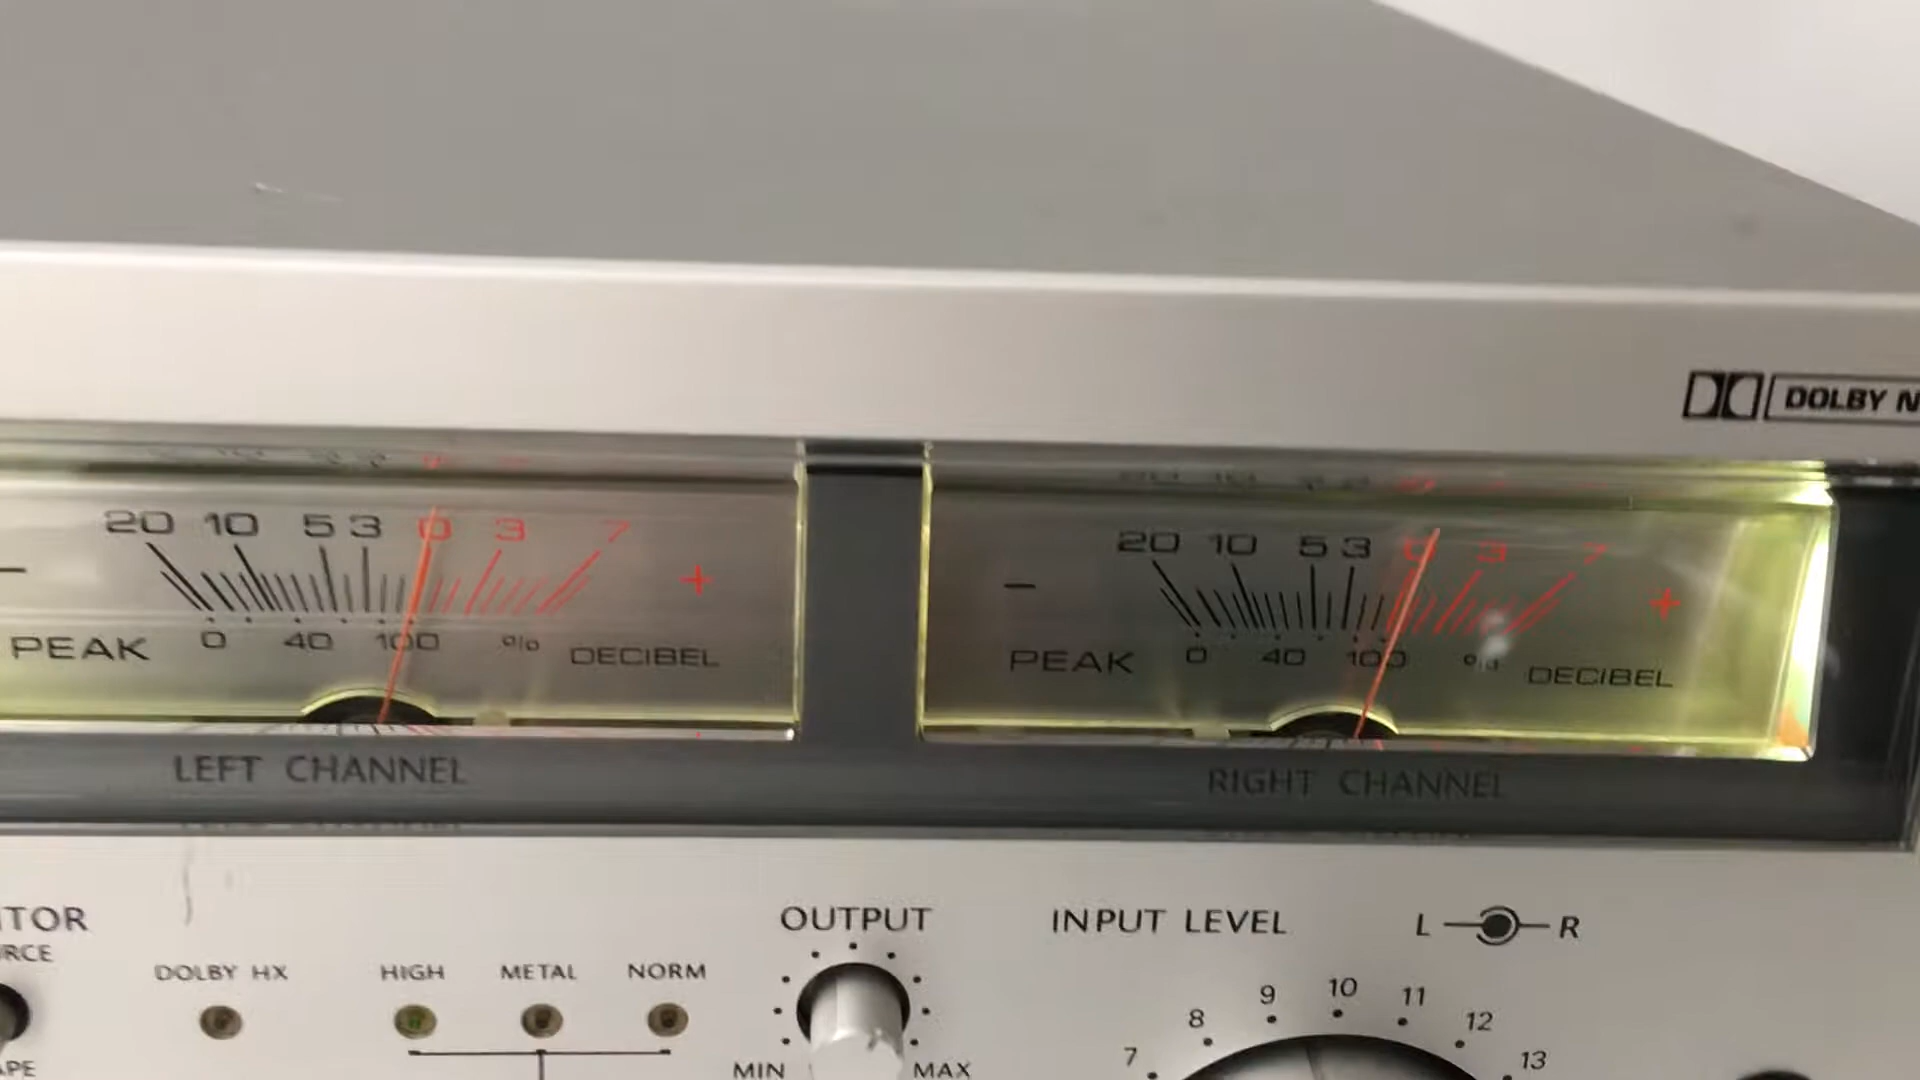 DOLBY N
20 10 5 3 0 3 7
- +
0 40 100 %
PEAK DECIBEL
LEFT CHANNEL
20 10 5 3 0 3 7
- +
0 40 100 %
PEAK DECIBEL
RIGHT CHANNEL
TOR
RCE
APE
DOLBY HX
HIGH METAL NORM
OUTPUT
MIN MAX
INPUT LEVEL L R
7 8 9 10 11 12 13